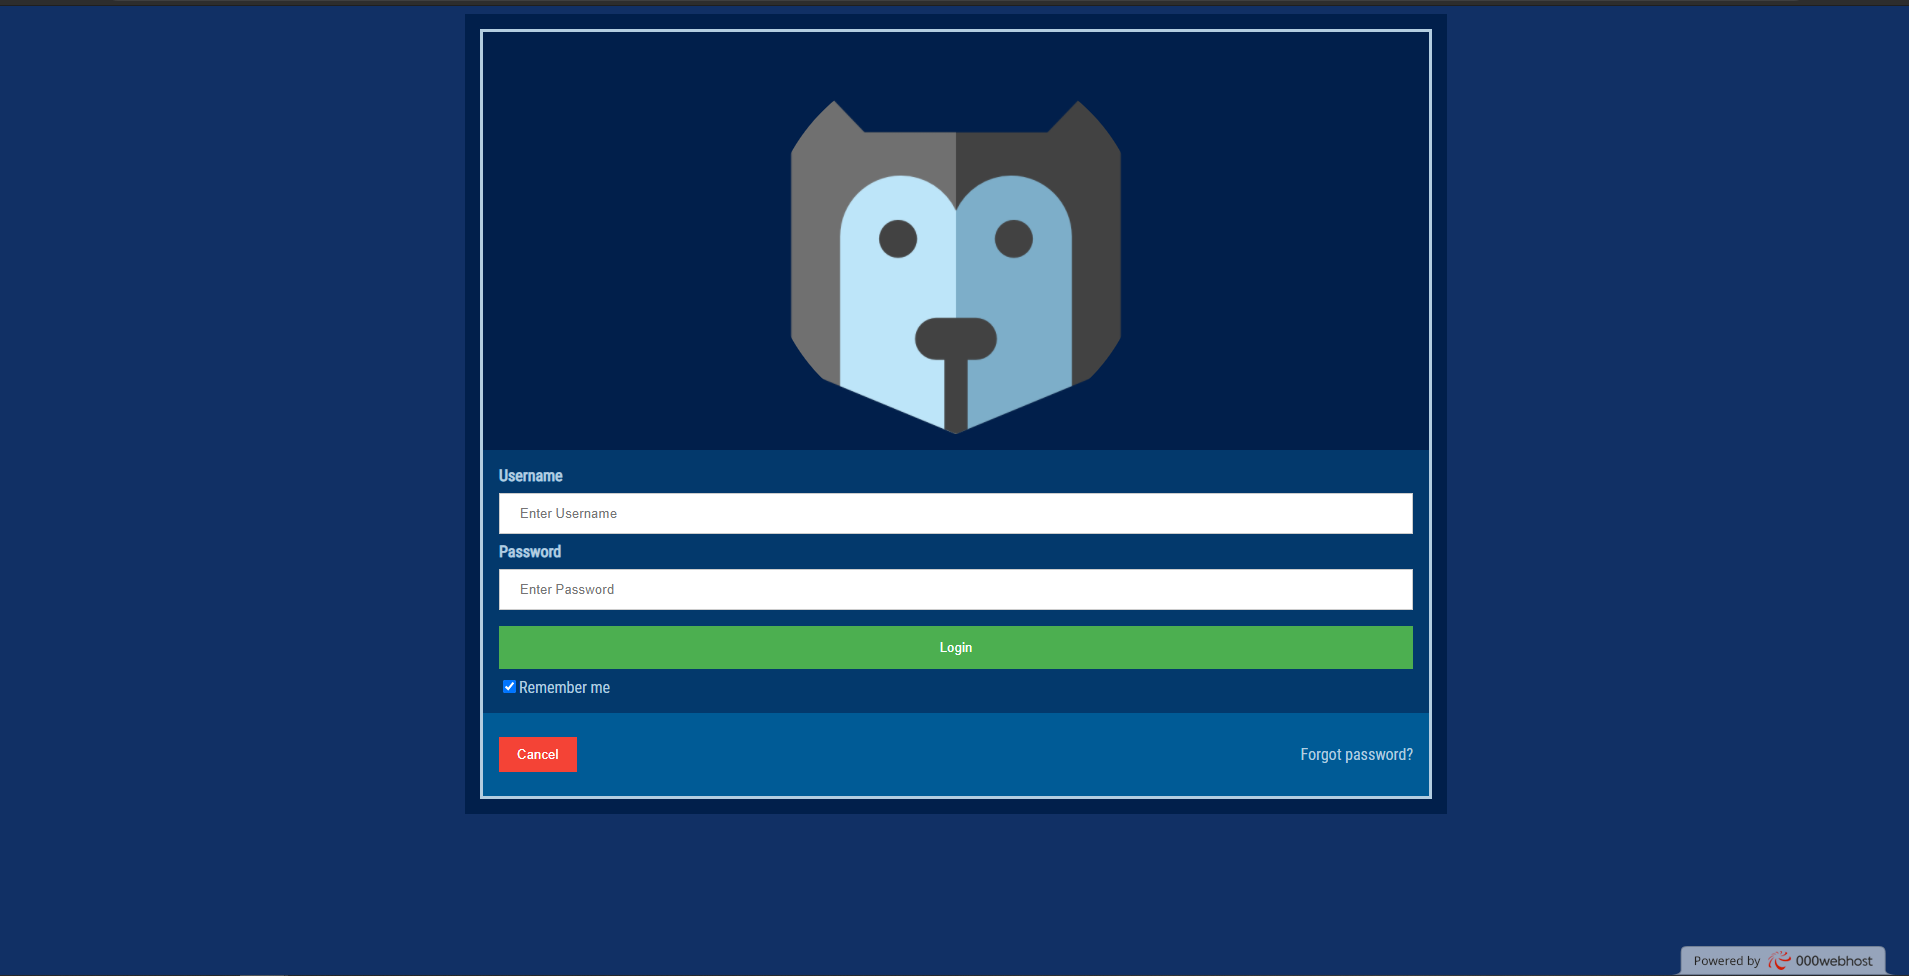 Username
Enter Username
Password
Enter Password
Login
Remember me
Cancel
Forgot password?
Powered by 000webhost